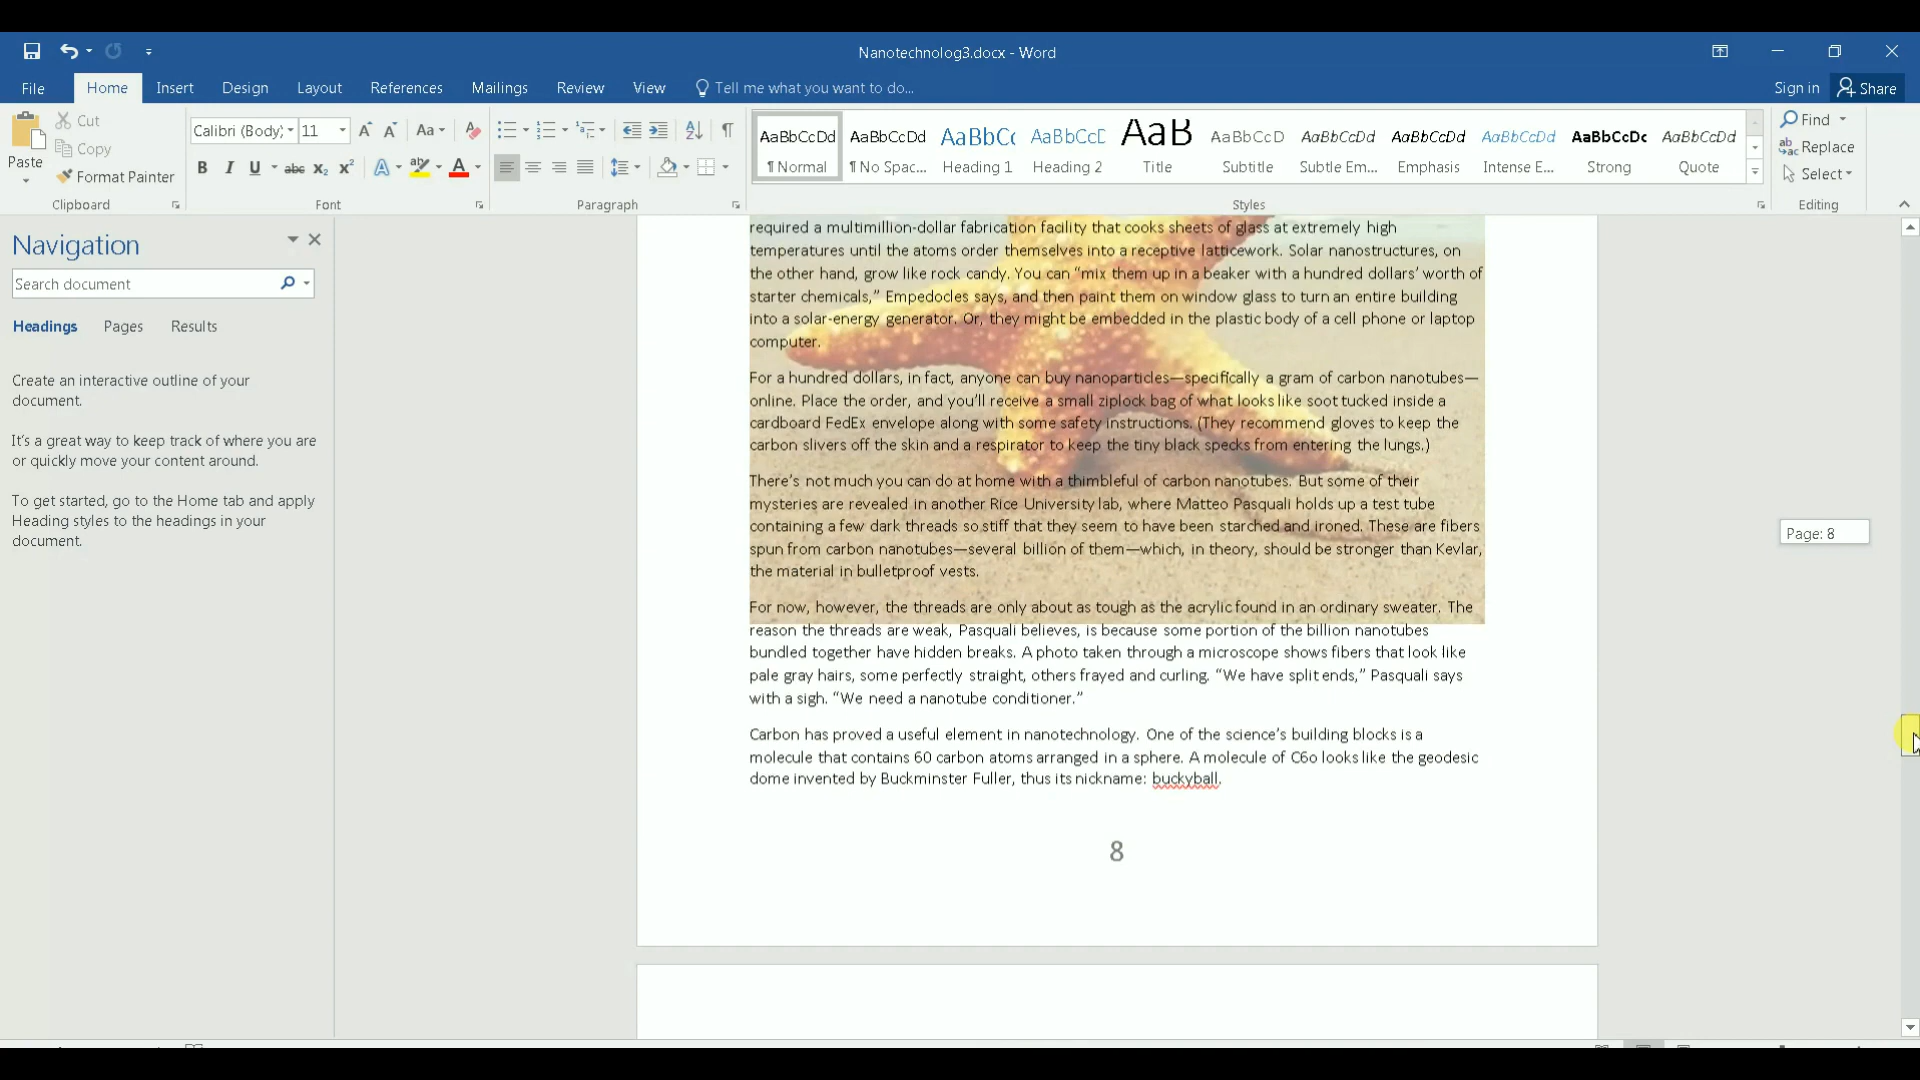 Nanotechnolog3.docx - Word
File Home Insert Design Layout References Mailings Review View Tell me what you want to do... Sign in Share
Paste Cut Copy Format Painter
Clipboard
Calibri (Body) 11
Font
Paragraph
AaBbCcDd ¶ Normal
AaBbCcDd ¶ No Spac...
AaBbC Heading 1
AaBbCcD Heading 2
AaB Title
AaBbCcD Subtitle
AaBbCcDd Subtle Em...
AaBbCcDd Emphasis
AaBbCcDd Intense E...
AaBbCcDc Strong
AaBbCcDd Quote
Styles
Find
Replace
Select
Editing
Navigation
Search document
Headings Pages Results
Create an interactive outline of your
document.
It's a great way to keep track of where you are
or quickly move your content around.
To get started, go to the Home tab and apply
Heading styles to the headings in your
document.
required a multimillion-dollar fabrication facility that cooks sheets of glass at extremely high
temperatures until the atoms order themselves into a receptive latticework. Solar nanostructures, on
the other hand, grow like rock candy. You can “mix them up in a beaker with a hundred dollars’ worth of
starter chemicals,” Empedocles says, and then paint them on window glass to turn an entire building
into a solar-energy generator. Or, they might be embedded in the plastic body of a cell phone or laptop
computer.
For a hundred dollars, in fact, anyone can buy nanoparticles—specifically a gram of carbon nanotubes—
online. Place the order, and you’ll receive a small ziplock bag of what looks like soot tucked inside a
cardboard FedEx envelope along with some safety instructions. (They recommend gloves to keep the
carbon slivers off the skin and a respirator to keep the tiny black specks from entering the lungs.)
There’s not much you can do at home with a thimbleful of carbon nanotubes. But some of their
mysteries are revealed in another Rice University lab, where Matteo Pasquali holds up a test tube
containing a few dark threads so stiff that they seem to have been starched and ironed. These are fibers
spun from carbon nanotubes—several billion of them—which, in theory, should be stronger than Kevlar,
the material in bulletproof vests.
For now, however, the threads are only about as tough as the acrylic found in an ordinary sweater. The
reason the threads are weak, Pasquali believes, is because some portion of the billion nanotubes
bundled together have hidden breaks. A photo taken through a microscope shows fibers that look like
pale gray hairs, some perfectly straight, others frayed and curling. “We have split ends,” Pasquali says
with a sigh. “We need a nanotube conditioner.”
Carbon has proved a useful element in nanotechnology. One of the science’s building blocks is a
molecule that contains 60 carbon atoms arranged in a sphere. A molecule of C6o looks like the geodesic
dome invented by Buckminster Fuller, thus its nickname: buckyball.
8
Page: 8